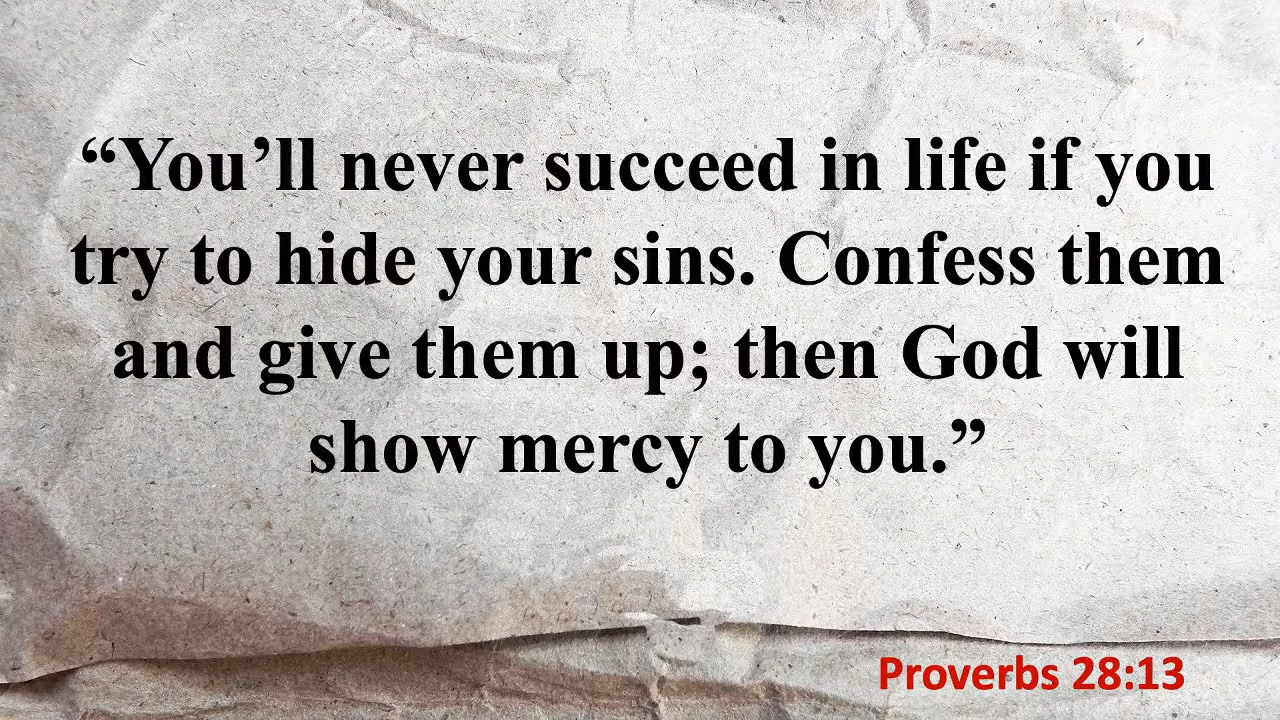 “You’ll never succeed in life if you
try to hide your sins. Confess them
and give them up; then God will
show mercy to you.”
Proverbs 28:13